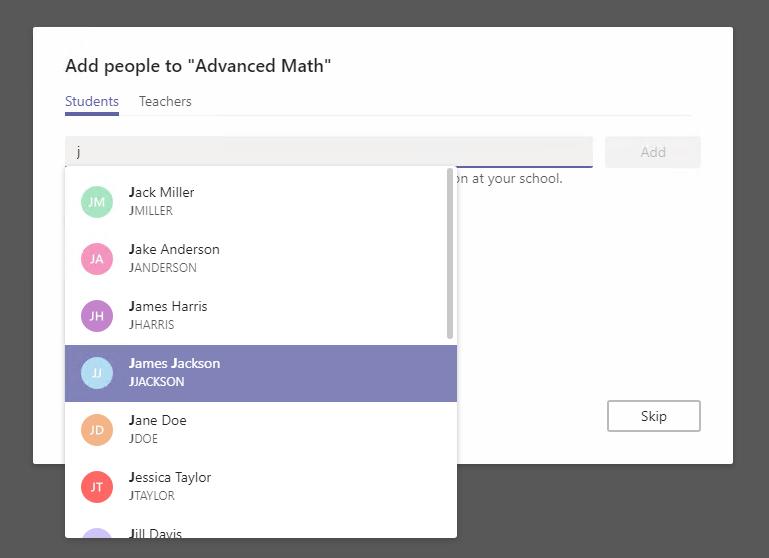 Add people to "Advanced Math"
Students Teachers
j
Add
on at your school.
JM
Jack Miller
JMILLER
JA
Jake Anderson
JANDERSON
JH
James Harris
JHARRIS
JJ
James Jackson
JJACKSON
JD
Jane Doe
JDOE
JT
Jessica Taylor
JTAYLOR
Jill Davis
Skip